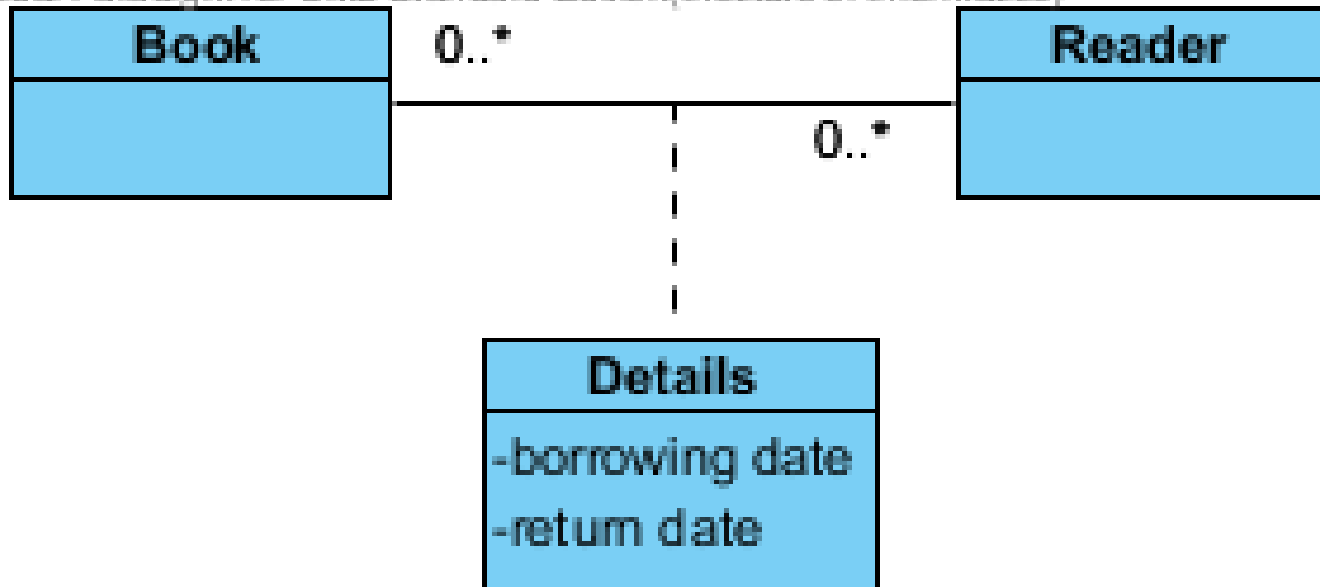 Book
0..*
Reader
0..*
Details
-borrowing date
-return date